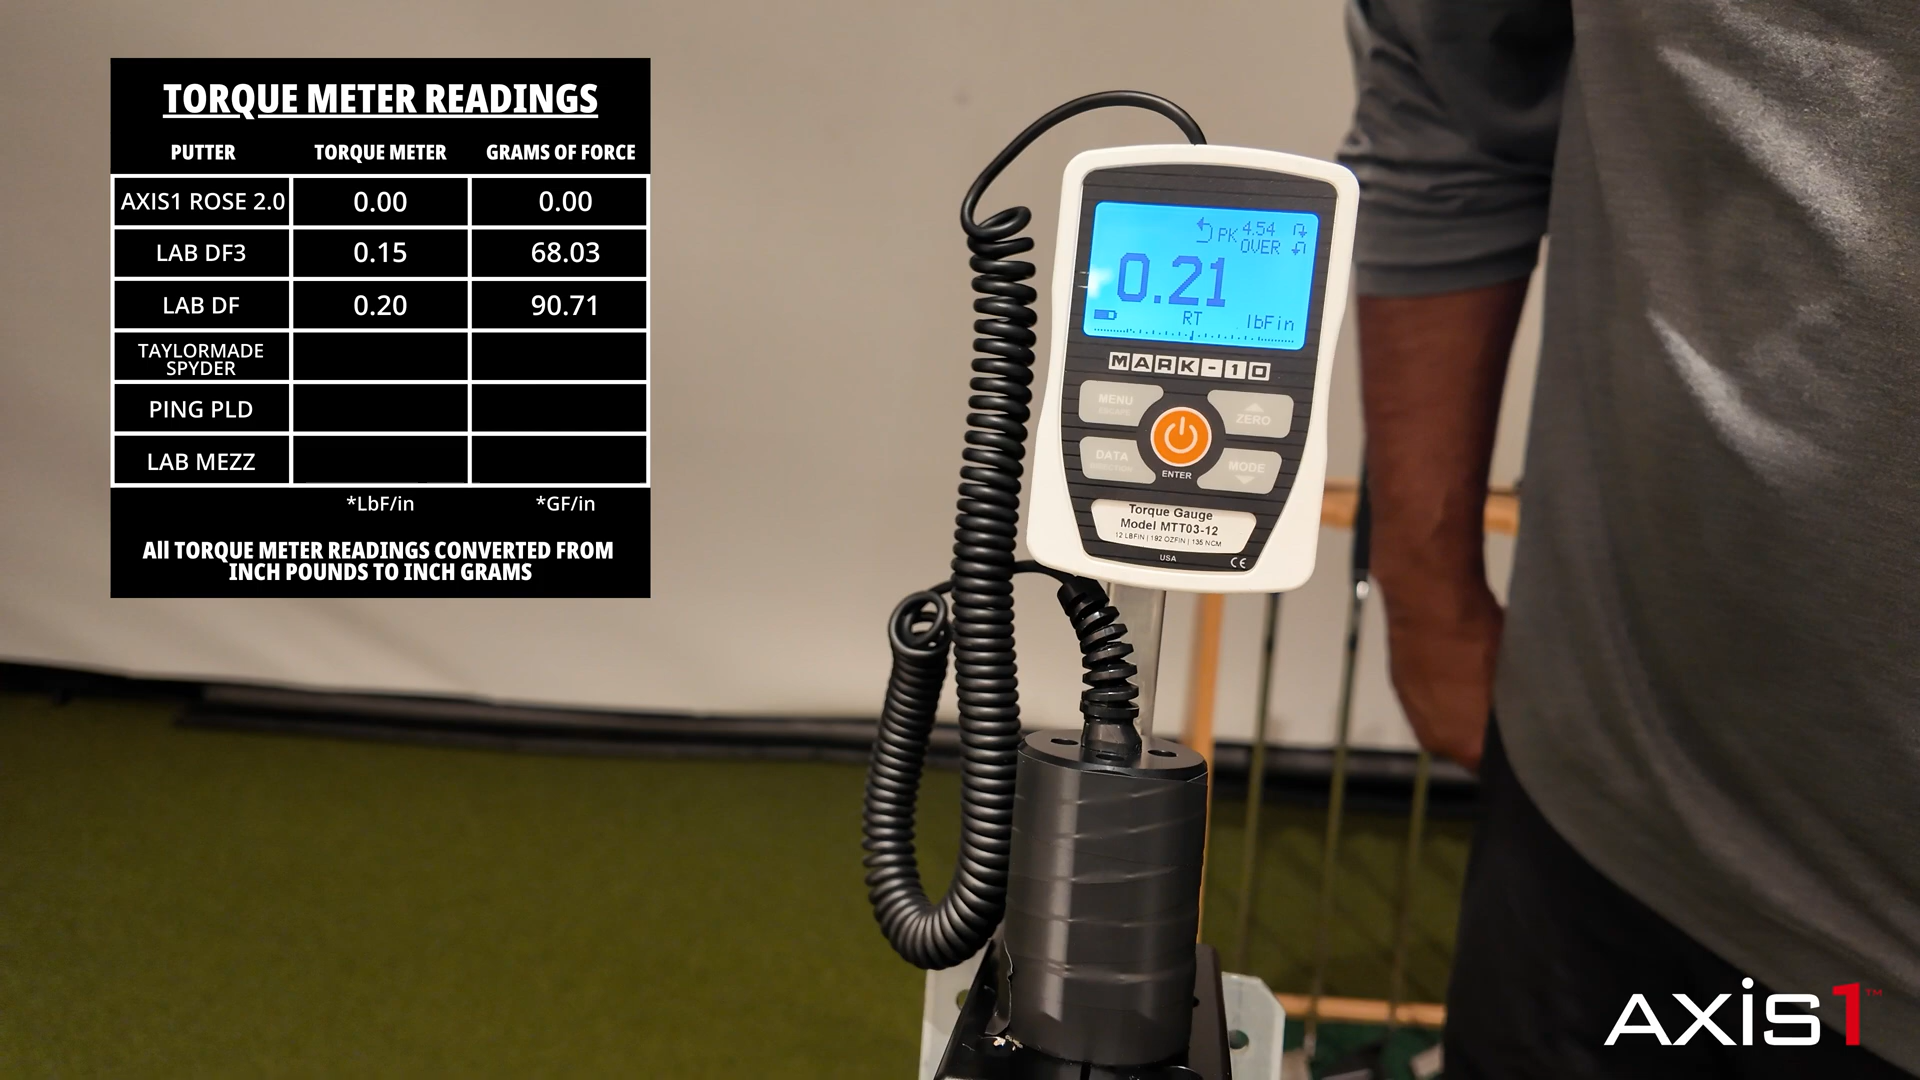 TORQUE METER READINGS
PUTTER TORQUE METER GRAMS OF FORCE
AXIS1 ROSE 2.0 0.00 0.00
LAB DF3 0.15 68.03
LAB DF 0.20 90.71
TAYLORMADE
SPYDER
PING PLD
LAB MEZZ
*LbF/in *GF/in
All TORQUE METER READINGS CONVERTED FROM
INCH POUNDS TO INCH GRAMS
PK 4.54
OVER
0.21
RT lbFin
MARK-10
MENU
ESCAPE
ZERO
DATA
DIRECTION
MODE
ENTER
Torque Gauge
Model MTT03-12
12 LBFIN | 192 OZFIN | 135 NCM
USA CE
AXIS1™